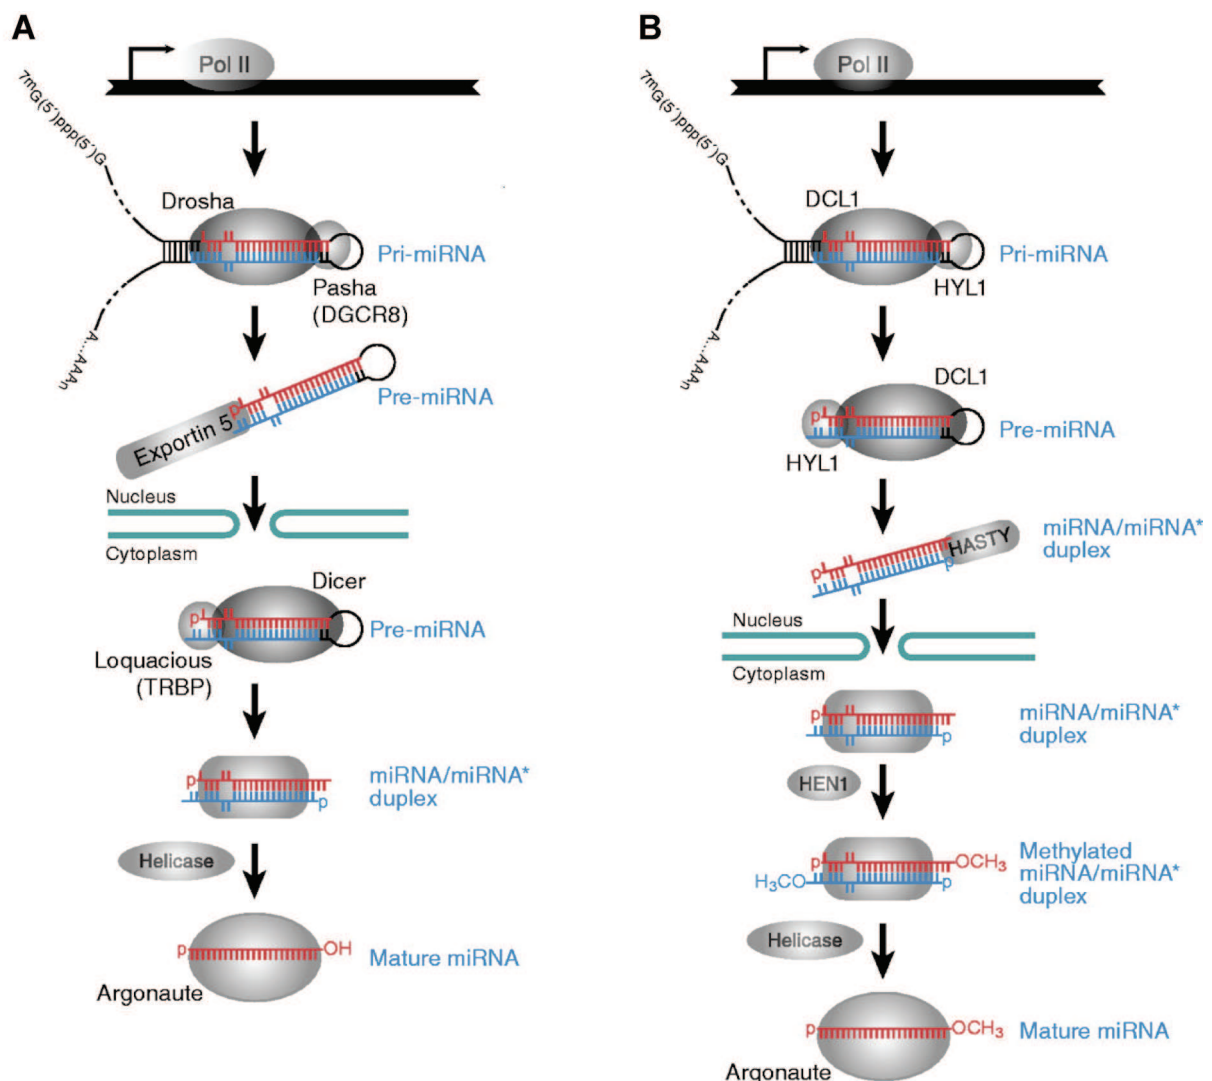 A
Pol II
7mG(5´)ppp(5´)G
Drosha
Pri-miRNA
Pasha
(DGCR8)
A....AAAn
Pre-miRNA
p
Exportin 5
Nucleus
Cytoplasm
Dicer
p
Pre-miRNA
Loquacious
(TRBP)
p
miRNA/miRNA*
duplex
p
Helicase
p
OH
Mature miRNA
Argonaute
B
Pol II
7mG(5´)ppp(5´)G
DCL1
Pri-miRNA
HYL1
A....AAAn
DCL1
p
Pre-miRNA
HYL1
miRNA/miRNA*
duplex
HASTY
p
p
Nucleus
Cytoplasm
p
miRNA/miRNA*
duplex
p
HEN1
p
OCH3
Methylated
miRNA/miRNA*
duplex
H3CO
p
Helicase
p
OCH3
Mature miRNA
Argonaute